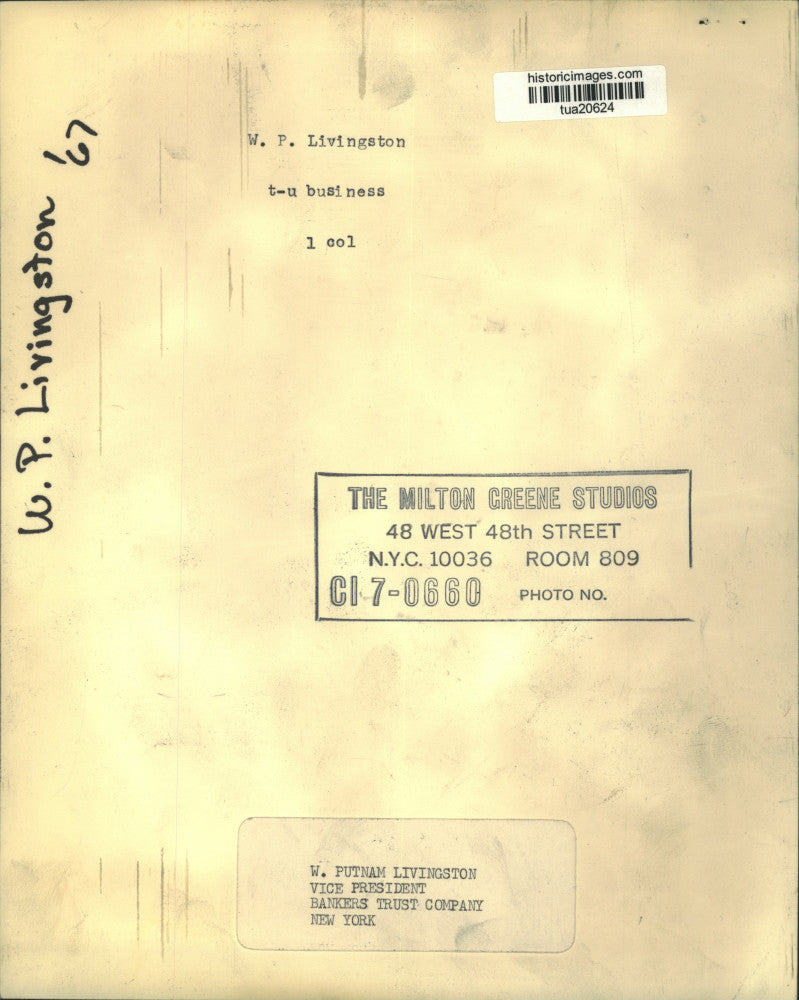 historicimages.com
tua20624
W. P. Livingston
t-u business
1 col
W. P. Livingston '67
THE MILTON GREENE STUDIOS
48 WEST 48th STREET
N.Y.C. 10036 ROOM 809
CI 7-0660 PHOTO NO.
W. PUTNAM LIVINGSTON
VICE PRESIDENT
BANKERS TRUST COMPANY
NEW YORK